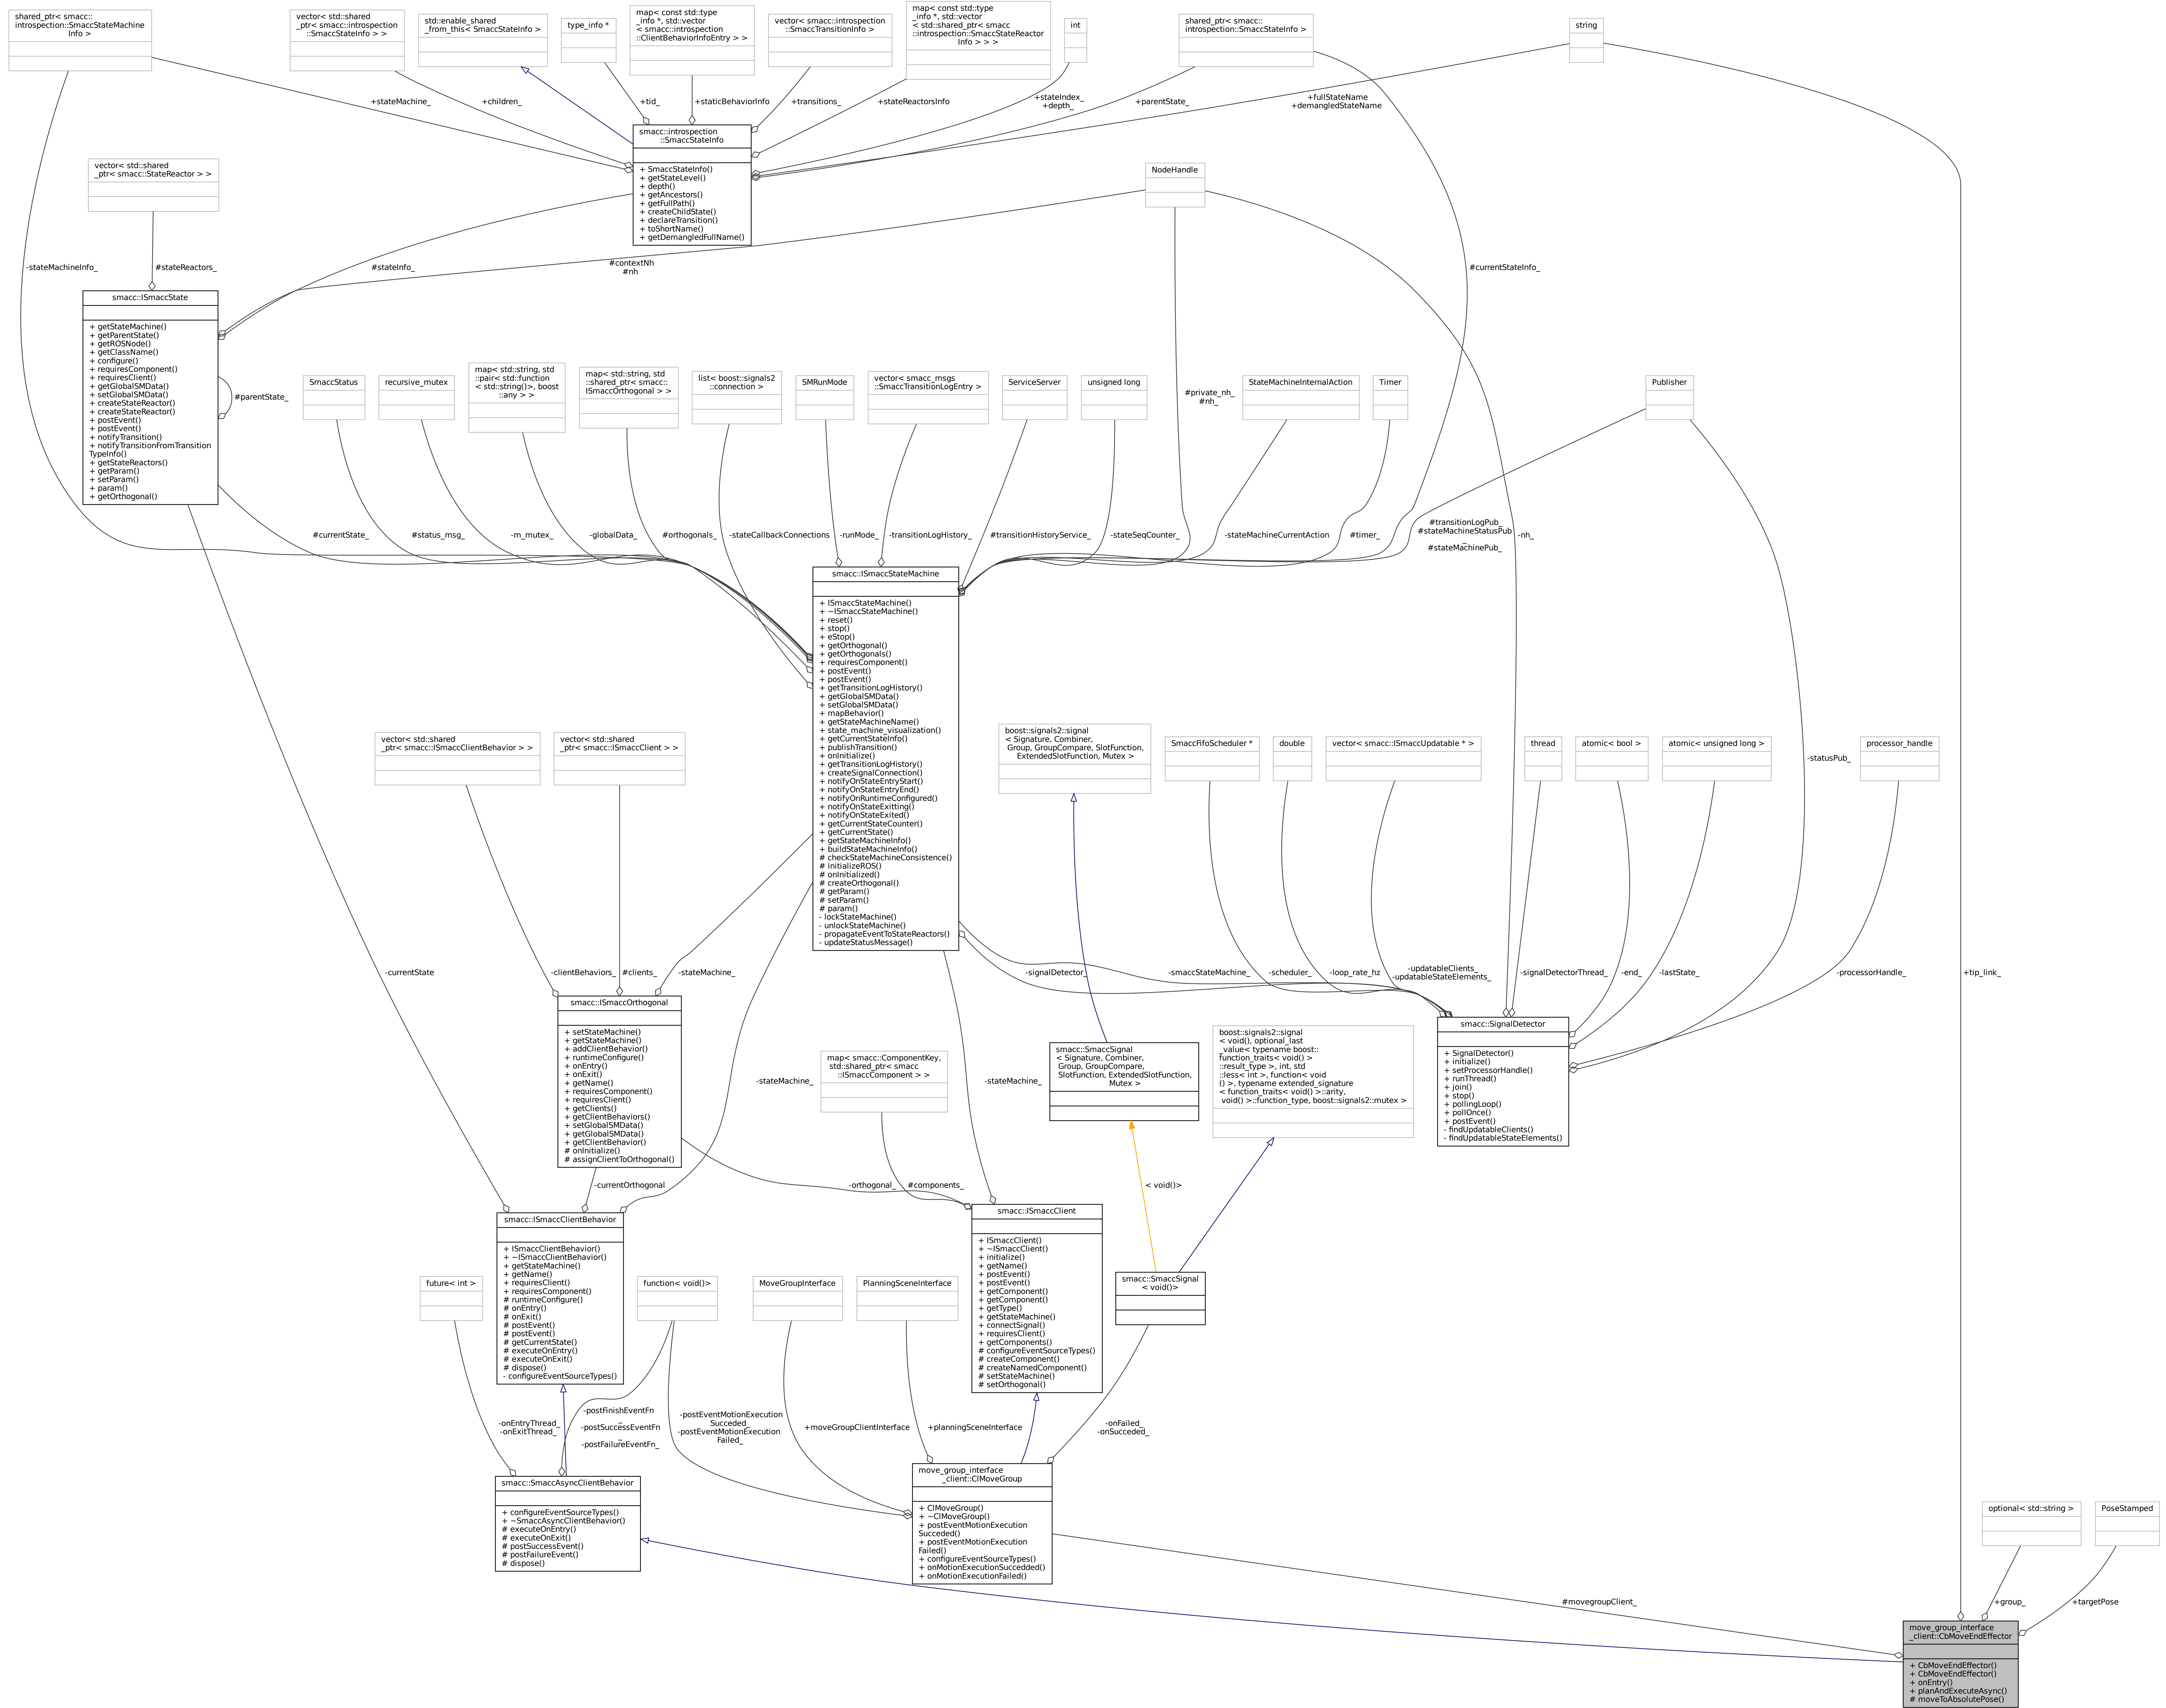 shared_ptr< smacc::
introspection::SmaccStateMachine
Info >
vector< std::shared
_ptr< smacc::introspection
::SmaccStateInfo > >
std::enable_shared
_from_this< SmaccStateInfo >
type_info *
map< const std::type
_info *, std::vector
< smacc::introspection
::ClientBehaviorInfoEntry > >
vector< smacc::introspection
::SmaccTransitionInfo >
map< const std::type
_info *, std::vector
< std::shared_ptr< smacc
::introspection::SmaccStateReactor
Info > > >
int
shared_ptr< smacc::
introspection::SmaccStateInfo >
string
+stateMachine_
+children_
+tid_
+staticBehaviorInfo
+transitions_
+stateReactorsInfo
+stateIndex_
+depth_
+parentState_
+fullStateName
+demangledStateName
smacc::introspection
::SmaccStateInfo
+ SmaccStateInfo()
+ getStateLevel()
+ depth()
+ getAncestors()
+ getFullPath()
+ createChildState()
+ declareTransition()
+ toShortName()
+ getDemangledFullName()
vector< std::shared
_ptr< smacc::StateReactor > >
NodeHandle
-stateMachineInfo_
#stateReactors_
#stateInfo_
#contextNh
#nh
#currentStateInfo_
smacc::ISmaccState
+ getStateMachine()
+ getParentState()
+ getROSNode()
+ getClassName()
+ configure()
+ requiresComponent()
+ requiresClient()
+ getGlobalSMData()
+ setGlobalSMData()
+ createStateReactor()
+ createStateReactor()
+ postEvent()
+ postEvent()
+ notifyTransition()
+ notifyTransitionFromTransition
TypeInfo()
+ getStateReactors()
+ getParam()
+ setParam()
+ param()
+ getOrthogonal()
#parentState_
SmaccStatus
recursive_mutex
map< std::string, std
::pair< std::function
< std::string()>, boost
::any > >
map< std::string, std
::shared_ptr< smacc::
ISmaccOrthogonal > >
list< boost::signals2
::connection >
SMRunMode
vector< smacc_msgs
::SmaccTransitionLogEntry >
ServiceServer
unsigned long
#private_nh_
#nh_
StateMachineInternalAction
Timer
Publisher
#currentState_
#status_msg_
-m_mutex_
-globalData_
#orthogonals_
-stateCallbackConnections
-runMode_
-transitionLogHistory_
#transitionHistoryService_
-stateSeqCounter_
-stateMachineCurrentAction
#timer_
#transitionLogPub_
#stateMachineStatusPub
_
#stateMachinePub_
-nh_
smacc::ISmaccStateMachine
+ ISmaccStateMachine()
+ ~ISmaccStateMachine()
+ reset()
+ stop()
+ eStop()
+ getOrthogonal()
+ getOrthogonals()
+ requiresComponent()
+ postEvent()
+ postEvent()
+ getTransitionLogHistory()
+ getGlobalSMData()
+ setGlobalSMData()
+ mapBehavior()
+ getStateMachineName()
+ state_machine_visualization()
+ getCurrentStateInfo()
+ publishTransition()
+ onInitialize()
+ getTransitionLogHistory()
+ createSignalConnection()
+ notifyOnStateEntryStart()
+ notifyOnStateEntryEnd()
+ notifyOnRuntimeConfigured()
+ notifyOnStateExitting()
+ notifyOnStateExited()
+ getCurrentStateCounter()
+ getCurrentState()
+ getStateMachineInfo()
+ buildStateMachineInfo()
# checkStateMachineConsistence()
# initializeROS()
# onInitialized()
# createOrthogonal()
# getParam()
# setParam()
# param()
- lockStateMachine()
- unlockStateMachine()
- propagateEventToStateReactors()
- updateStatusMessage()
vector< std::shared
_ptr< smacc::ISmaccClientBehavior > >
vector< std::shared
_ptr< smacc::ISmaccClient > >
boost::signals2::signal
< Signature, Combiner,
Group, GroupCompare, SlotFunction,
ExtendedSlotFunction, Mutex >
SmaccFifoScheduler *
double
vector< smacc::ISmaccUpdatable * >
thread
atomic< bool >
atomic< unsigned long >
-statusPub_
processor_handle
-currentState
-clientBehaviors_
#clients_
-stateMachine_
-signalDetector_
-smaccStateMachine_
-scheduler_
-loop_rate_hz
-updatableClients_
-updatableStateElements_
-signalDetectorThread_
-end_
-lastState_
-processorHandle_
+tip_link_
smacc::ISmaccOrthogonal
+ setStateMachine()
+ getStateMachine()
+ addClientBehavior()
+ runtimeConfigure()
+ onEntry()
+ onExit()
+ getName()
+ requiresComponent()
+ requiresClient()
+ getClients()
+ getClientBehaviors()
+ setGlobalSMData()
+ getGlobalSMData()
+ getClientBehavior()
# onInitialize()
# assignClientToOrthogonal()
smacc::SignalDetector
+ SignalDetector()
+ initialize()
+ setProcessorHandle()
+ runThread()
+ join()
+ stop()
+ pollingLoop()
+ pollOnce()
+ postEvent()
- findUpdatableClients()
- findUpdatableStateElements()
-stateMachine_
map< smacc::ComponentKey,
std::shared_ptr< smacc
::ISmaccComponent > >
-stateMachine_
smacc::SmaccSignal
< Signature, Combiner,
Group, GroupCompare,
SlotFunction, ExtendedSlotFunction,
Mutex >
boost::signals2::signal
< void(), optional_last
_value< typename boost::
function_traits< void() >
::result_type >, int, std
::less< int >, function< void
() >, typename extended_signature
< function_traits< void() >::arity,
void() >::function_type, boost::signals2::mutex >
-currentOrthogonal
-orthogonal_
#components_
< void()>
smacc::ISmaccClientBehavior
+ ISmaccClientBehavior()
+ ~ISmaccClientBehavior()
+ getStateMachine()
+ getName()
+ requiresClient()
+ requiresComponent()
# runtimeConfigure()
# onEntry()
# onExit()
# postEvent()
# postEvent()
# getCurrentState()
# executeOnEntry()
# executeOnExit()
# dispose()
- configureEventSourceTypes()
smacc::ISmaccClient
+ ISmaccClient()
+ ~ISmaccClient()
+ initialize()
+ getName()
+ postEvent()
+ postEvent()
+ getComponent()
+ getComponent()
+ getType()
+ getStateMachine()
+ connectSignal()
+ requiresClient()
+ getComponents()
# configureEventSourceTypes()
# createComponent()
# createNamedComponent()
# setStateMachine()
# setOrthogonal()
smacc::SmaccSignal
< void()>
future< int >
function< void()>
MoveGroupInterface
PlanningSceneInterface
-onEntryThread_
-onExitThread_
-postFinishEventFn
_
-postSuccessEventFn
_
-postFailureEventFn_
-postEventMotionExecution
Succeded_
-postEventMotionExecution
Failed_
+moveGroupClientInterface
+planningSceneInterface
-onFailed_
-onSucceded_
smacc::SmaccAsyncClientBehavior
+ configureEventSourceTypes()
+ ~SmaccAsyncClientBehavior()
# executeOnEntry()
# executeOnExit()
# postSuccessEvent()
# postFailureEvent()
# dispose()
move_group_interface
_client::ClMoveGroup
+ ClMoveGroup()
+ ~ClMoveGroup()
+ postEventMotionExecution
Succeded()
+ postEventMotionExecution
Failed()
+ configureEventSourceTypes()
+ onMotionExecutionSuccedded()
+ onMotionExecutionFailed()
optional< std::string >
PoseStamped
#movegroupClient_
+group_
+targetPose
move_group_interface
_client::CbMoveEndEffector
+ CbMoveEndEffector()
+ CbMoveEndEffector()
+ onEntry()
+ planAndExecuteAsync()
# moveToAbsolutePose()